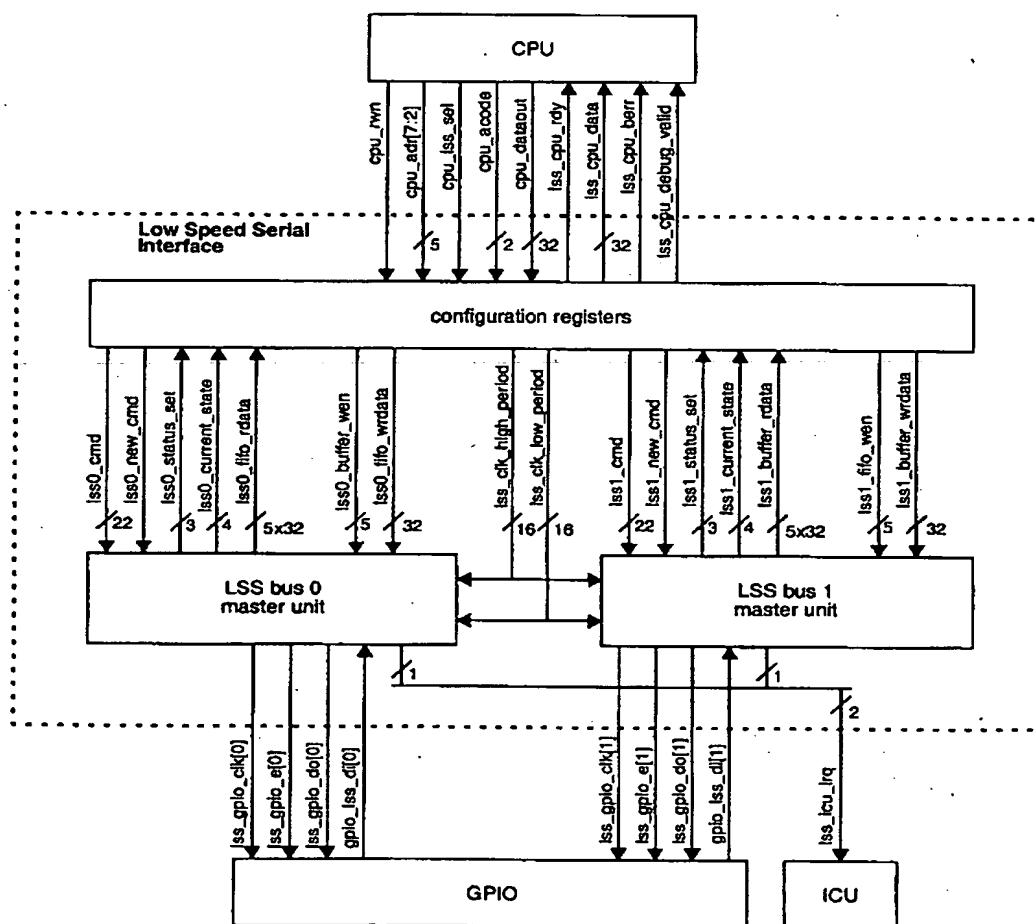 CPU
cpu_rwn
cpu_adr[7:2]
cpu_lss_sel
cpu_acode
cpu_dataout
lss_cpu_rdy
lss_cpu_data
lss_cpu_berr
lss_cpu_debug_valid
Low Speed Serial
Interface
5
2
32
32
configuration registers
lss0_cmd
lss0_new_cmd
lss0_status_set
lss0_current_state
lss0_fifo_rdata
lss0_buffer_wen
lss0_fifo_wrdata
lss_clk_high_period
lss_clk_low_period
lss1_cmd
lss1_new_cmd
lss1_status_set
lss1_current_state
lss1_buffer_rdata
lss1_fifo_wen
lss1_buffer_wrdata
22
3
4
5x32
5
32
16
16
22
3
4
5x32
5
32
LSS bus 0
master unit
LSS bus 1
master unit
1
1
2
lss_gpio_clk[0]
lss_gpio_e[0]
lss_gpio_do[0]
gpio_lss_di[0]
lss_gpio_clk[1]
lss_gpio_e[1]
lss_gpio_do[1]
gpio_lss_di[1]
lss_icu_irq
GPIO
ICU